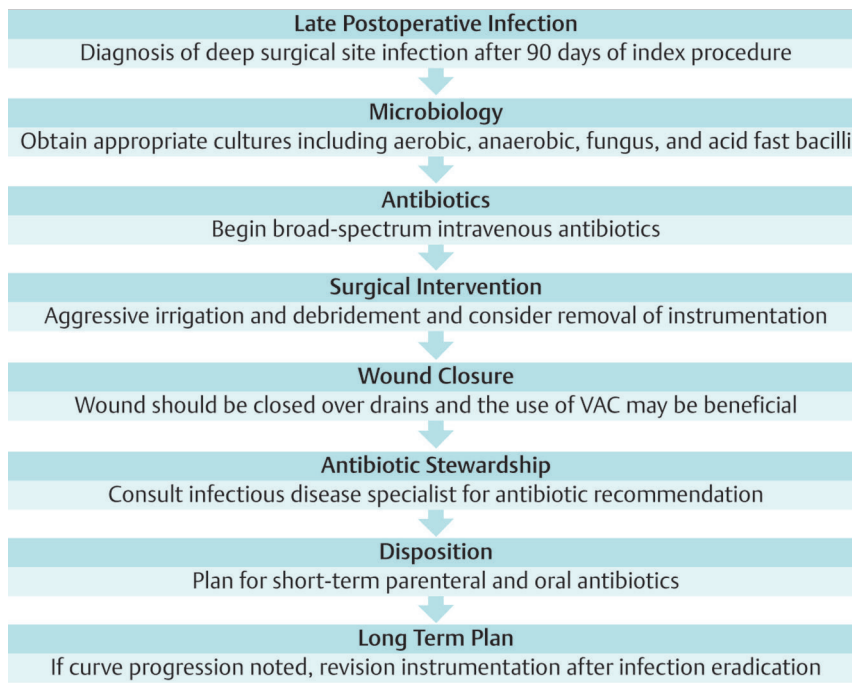 Late Postoperative Infection
Diagnosis of deep surgical site infection after 90 days of index procedure
Microbiology
Obtain appropriate cultures including aerobic, anaerobic, fungus, and acid fast bacilli
Antibiotics
Begin broad-spectrum intravenous antibiotics
Surgical Intervention
Aggressive irrigation and debridement and consider removal of instrumentation
Wound Closure
Wound should be closed over drains and the use of VAC may be beneficial
Antibiotic Stewardship
Consult infectious disease specialist for antibiotic recommendation
Disposition
Plan for short-term parenteral and oral antibiotics
Long Term Plan
If curve progression noted, revision instrumentation after infection eradication